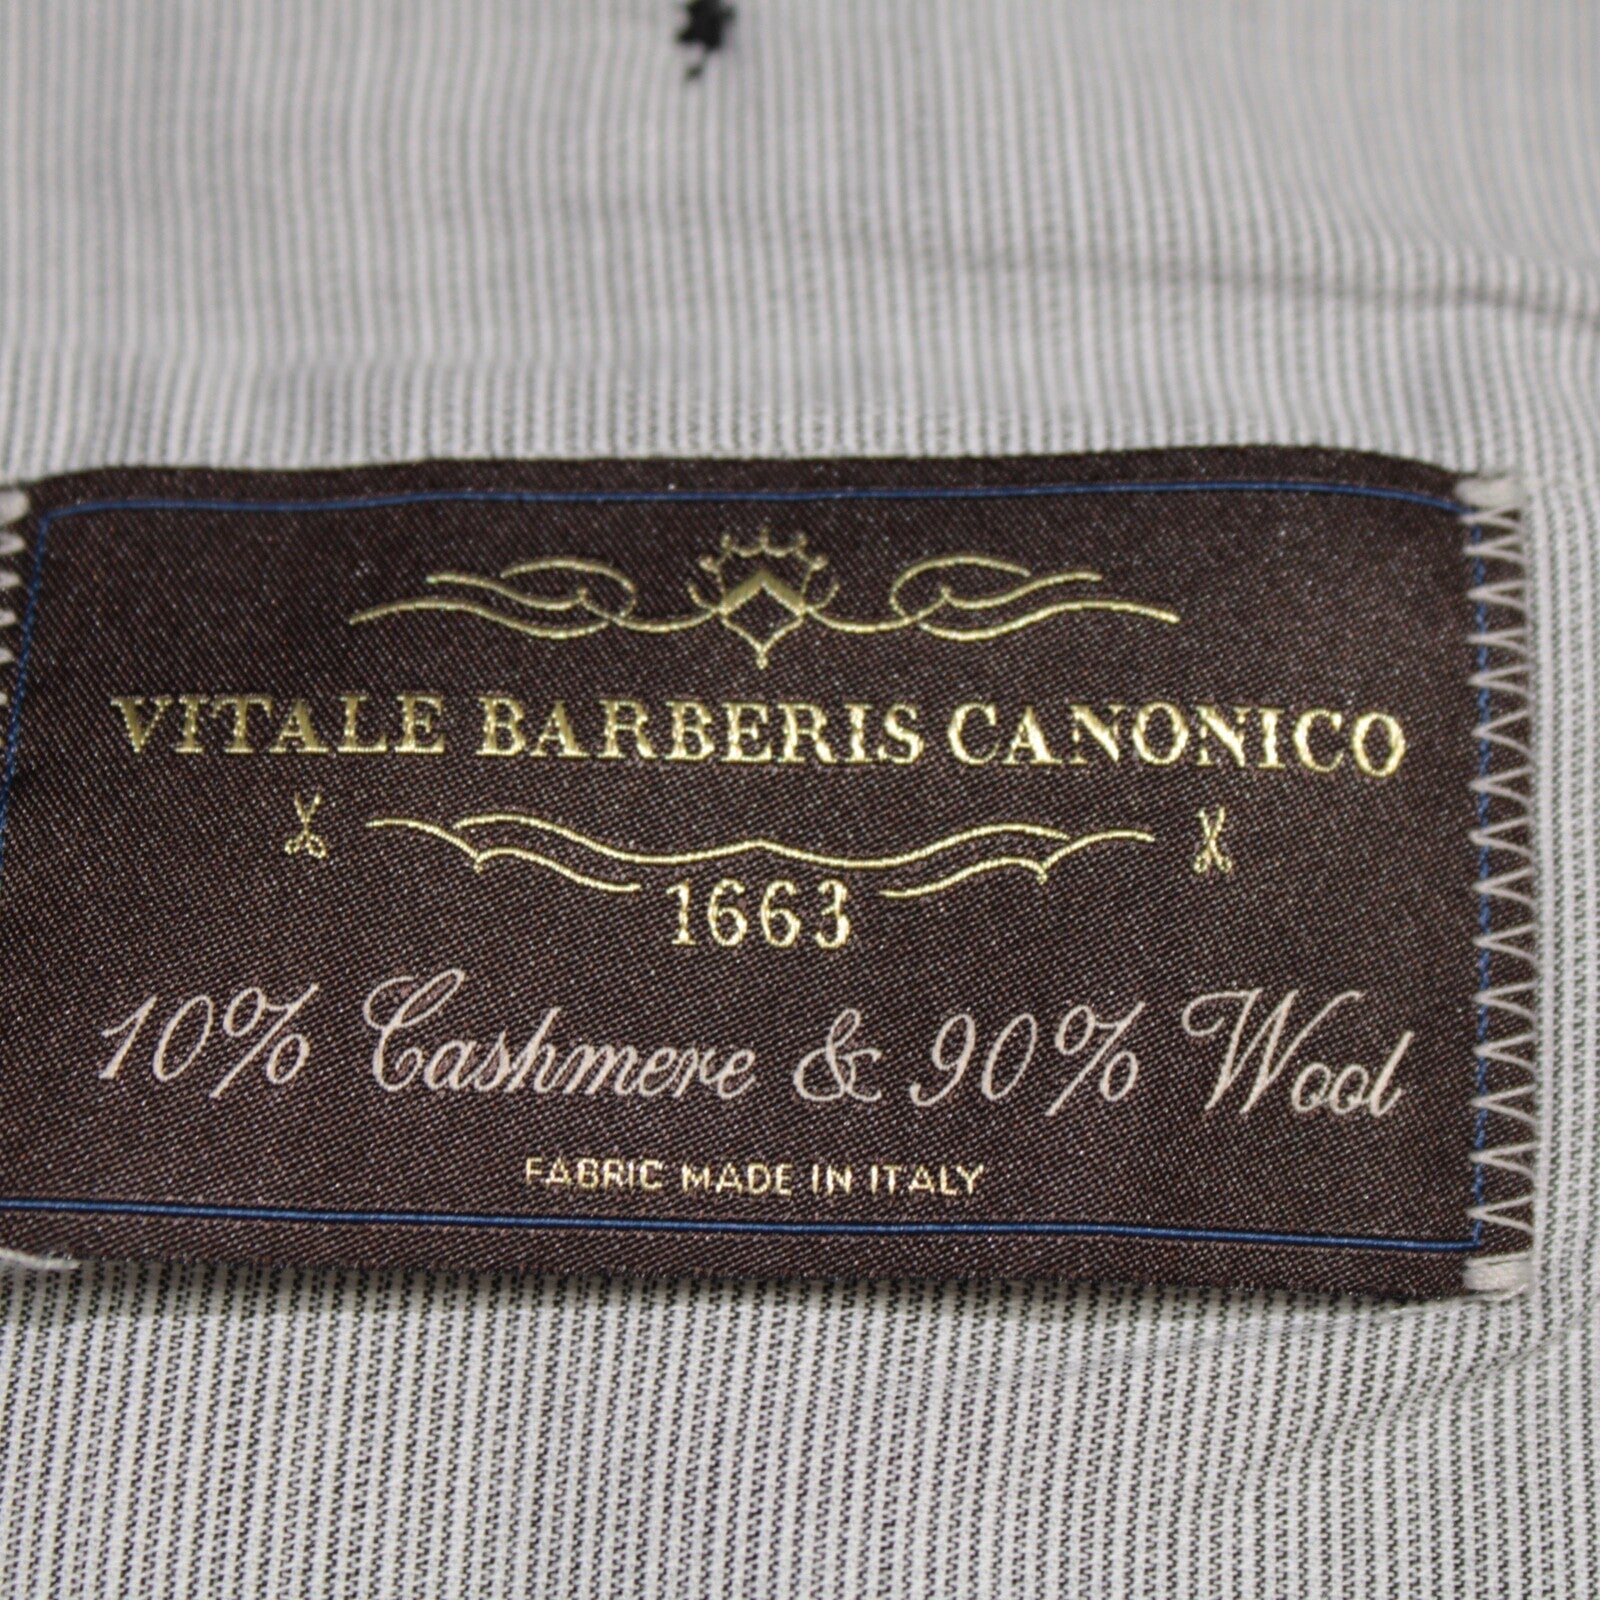 VITALE BARBERIS CANONICO
1663
10% Cashmere & 90% Wool
FABRIC MADE IN ITALY